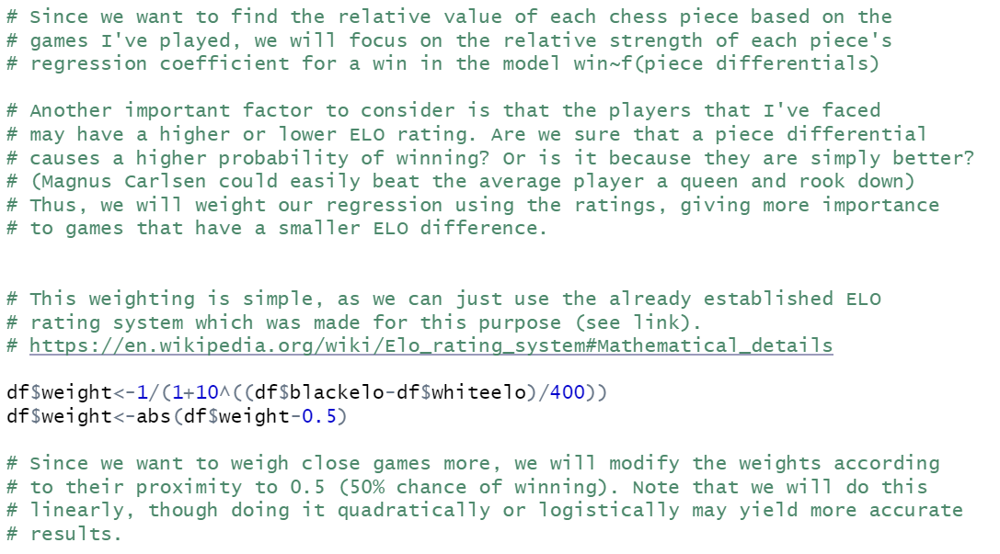 # Since we want to find the relative value of each chess piece based on the
# games I've played, we will focus on the relative strength of each piece's
# regression coefficient for a win in the model win~f(piece differentials)
# Another important factor to consider is that the players that I've faced
# may have a higher or lower ELO rating. Are we sure that a piece differential
# causes a higher probability of winning? Or is it because they are simply better?
# (Magnus Carlsen could easily beat the average player a queen and rook down)
# Thus, we will weight our regression using the ratings, giving more importance
# to games that have a smaller ELO difference.
# This weighting is simple, as we can just use the already established ELO
# rating system which was made for this purpose (see link).
# https://en.wikipedia.org/wiki/Elo_rating_system#Mathematical_details
df$weight<-1/(1+10^((df$blackelo-df$whiteelo)/400))
df$weight<-abs(df$weight-0.5)
# Since we want to weigh close games more, we will modify the weights according
# to their proximity to 0.5 (50% chance of winning). Note that we will do this
# linearly, though doing it quadratically or logistically may yield more accurate
# results.